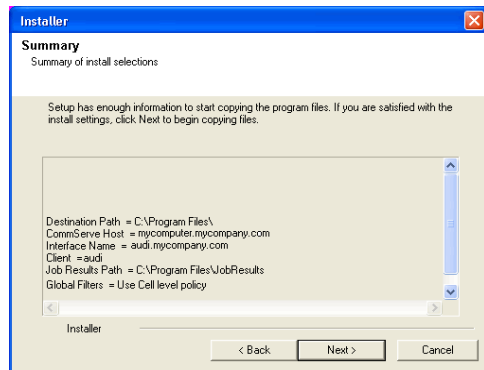 Installer
Summary
Summary of install selections
Setup has enough information to start copying the program files. If you are satisfied with the
install settings, click Next to begin copying files.
Destination Path = C:\Program Files\
CommServe Host = mycomputer.mycompany.com
Interface Name = audi.mycompany.com
Client =audi
Job Results Path = C:\Program Files\JobResults
Global Filters = Use Cell level policy
Installer
< Back Next > Cancel